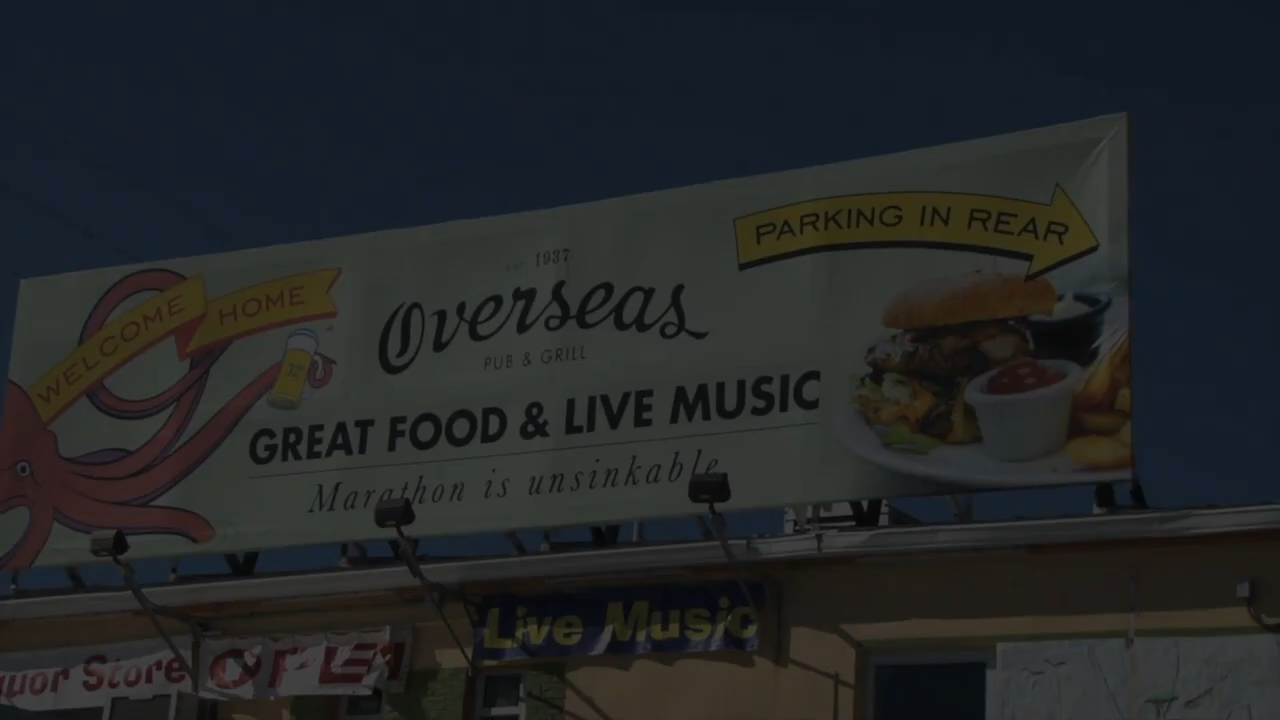 WELCOME HOME
1937
Overseas
PUB & GRILL
PARKING IN REAR
GREAT FOOD & LIVE MUSIC
Marathon is unsinkable
Live Music
Store OPEN